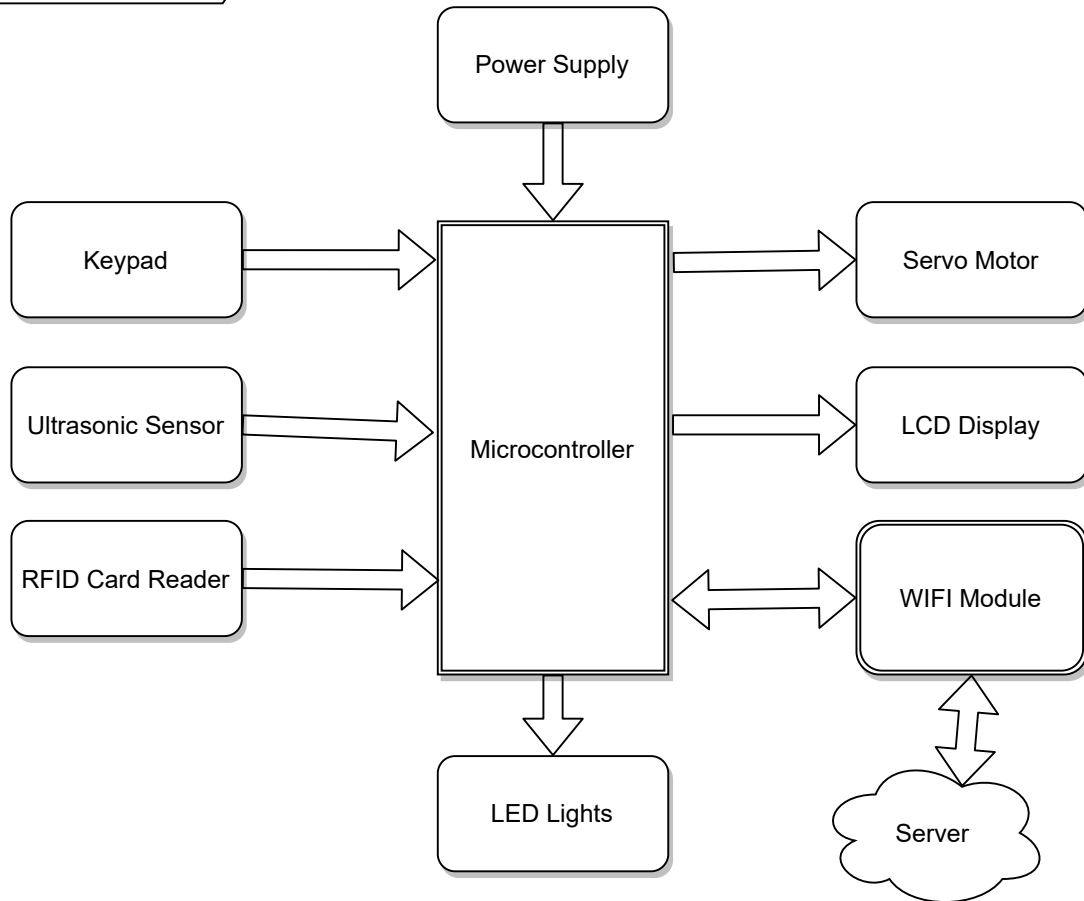 Power Supply
Keypad
Servo Motor
Ultrasonic Sensor
LCD Display
Microcontroller
RFID Card Reader
WIFI Module
LED Lights
Server